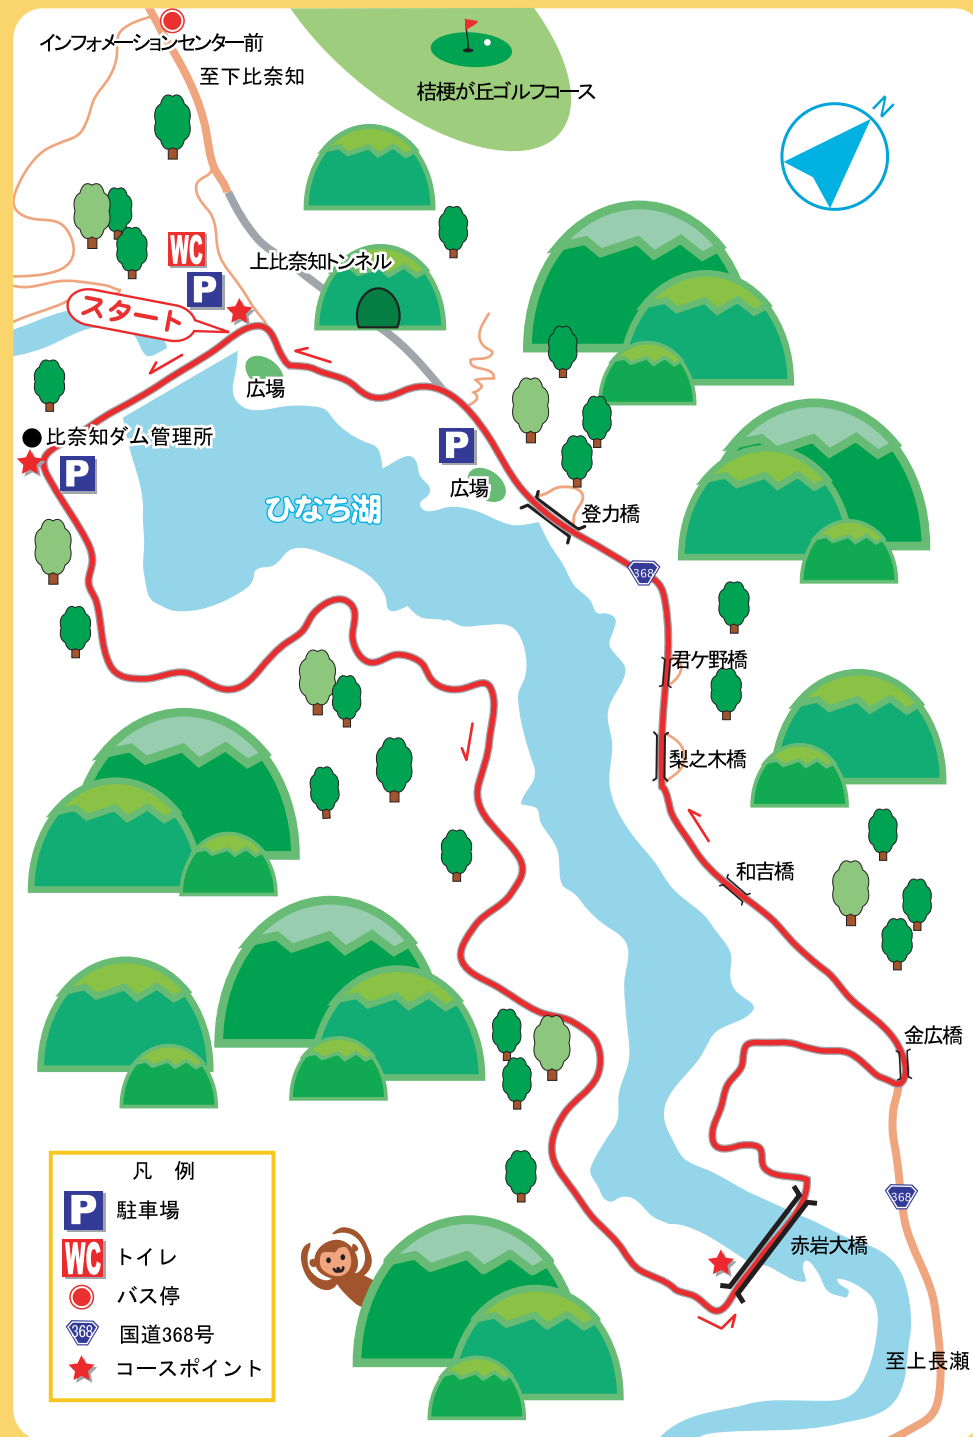 インフォメーションセンター前
至下比奈知
桔梗が丘ゴルフコース
N
WC
上比奈知トンネル
P
スタート
広場
比奈知ダム管理所
P
P
広場
ひなち湖
登力橋
368
君ケ野橋
梨之木橋
和吉橋
金広橋
368
赤岩大橋
至上長瀬
凡 例
P 駐車場
WC トイレ
バス停
368 国道368号
コースポイント